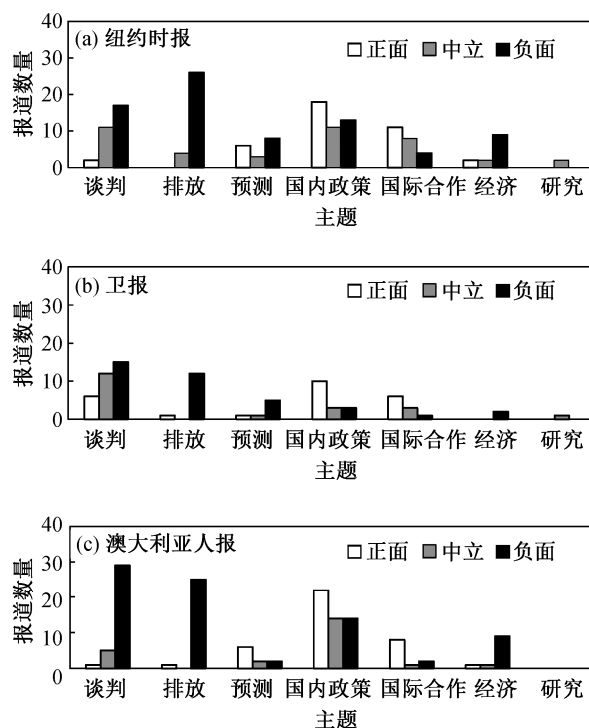 报道数量
40
30
20
10
0
(a) 纽约时报
正面 中立 负面
谈判 排放 预测 国内政策 国际合作 经济 研究
主题
报道数量
40
30
20
10
0
(b) 卫报
正面 中立 负面
谈判 排放 预测 国内政策 国际合作 经济 研究
主题
报道数量
40
30
20
10
0
(c) 澳大利亚人报
正面 中立 负面
谈判 排放 预测 国内政策 国际合作 经济 研究
主题